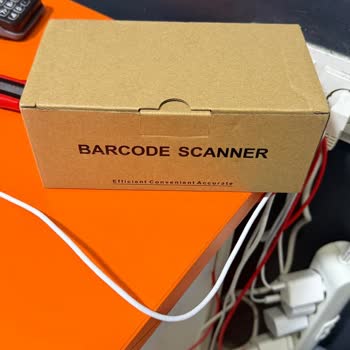 BARCODE SCANNER
Efficient Convenient Accurate